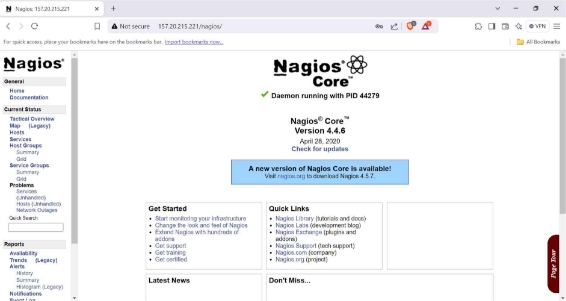 Nagios: 157.20.215.221
Not secure 157.20.215.221/nagios/
VPN
For quick access, place your bookmarks here on the bookmarks bar. Import bookmarks now...
All Bookmarks
Nagios®
General
Home
Documentation
Current Status
Tactical Overview
Map (Legacy)
Hosts
Services
Host Groups
Summary
Grid
Service Groups
Summary
Grid
Problems
Services
(Unhandled)
Hosts (Unhandled)
Network Outages
Quick Search:
Reports
Availability
Trends (Legacy)
Alerts
History
Summary
Histogram (Legacy)
Notifications
Event Log
Nagios®
Core™
Daemon running with PID 44279
Nagios® Core™
Version 4.4.6
April 28, 2020
Check for updates
A new version of Nagios Core is available!
Visit nagios.org to download Nagios 4.5.7.
Get Started
• Start monitoring your infrastructure
• Change the look and feel of Nagios
• Extend Nagios with hundreds of
addons
• Get support
• Get training
• Get certified
Quick Links
• Nagios Library (tutorials and docs)
• Nagios Labs (development blog)
• Nagios Exchange (plugins and
addons)
• Nagios Support (tech support)
• Nagios.com (company)
• Nagios.org (project)
Latest News
Don't Miss...
Page Tour